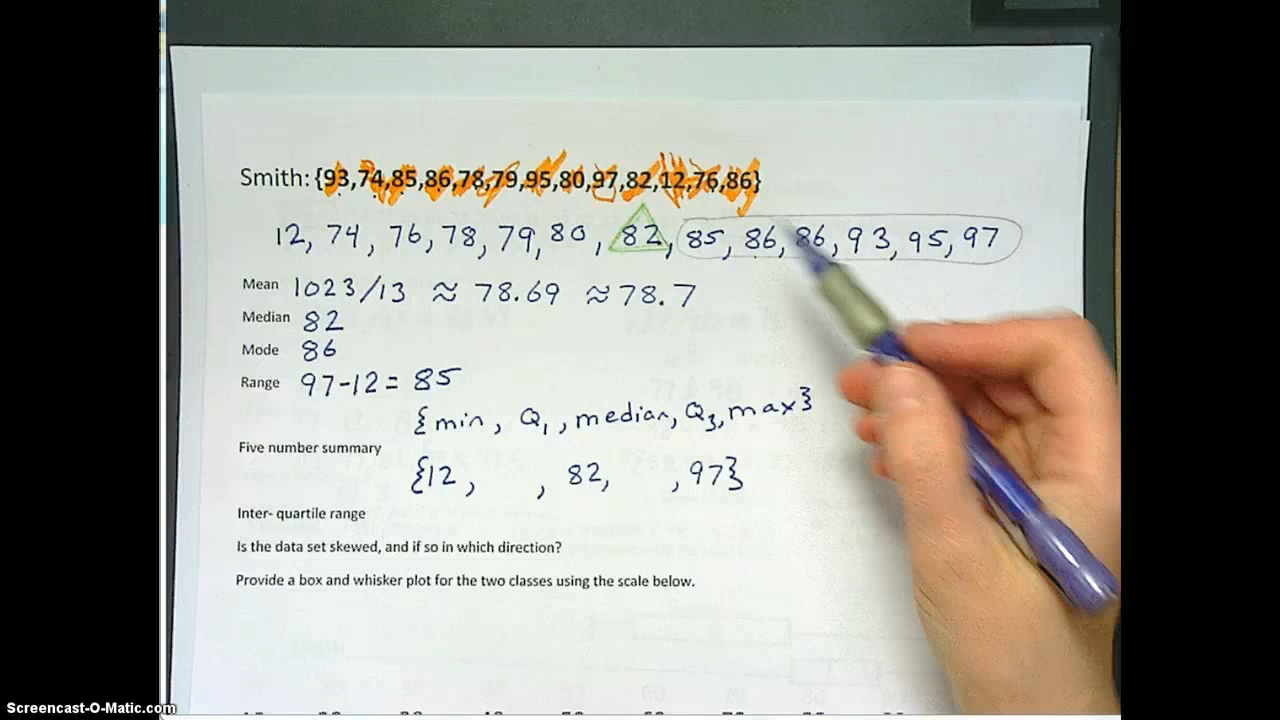 Smith: {93,74,85,86,78,79,95,80,97,82,12,76,86}
12, 74, 76, 78, 79, 80, 82, 85, 86, 86, 93, 95, 97
Mean 1023/13 ≈ 78.69 ≈ 78.7
Median 82
Mode 86
Range 97-12 = 85
{min, Q1, median, Q3, max}
Five number summary
{12, , 82, , 97}
Inter- quartile range
Is the data set skewed, and if so in which direction?
Provide a box and whisker plot for the two classes using the scale below.
Screencast-O-Matic.com